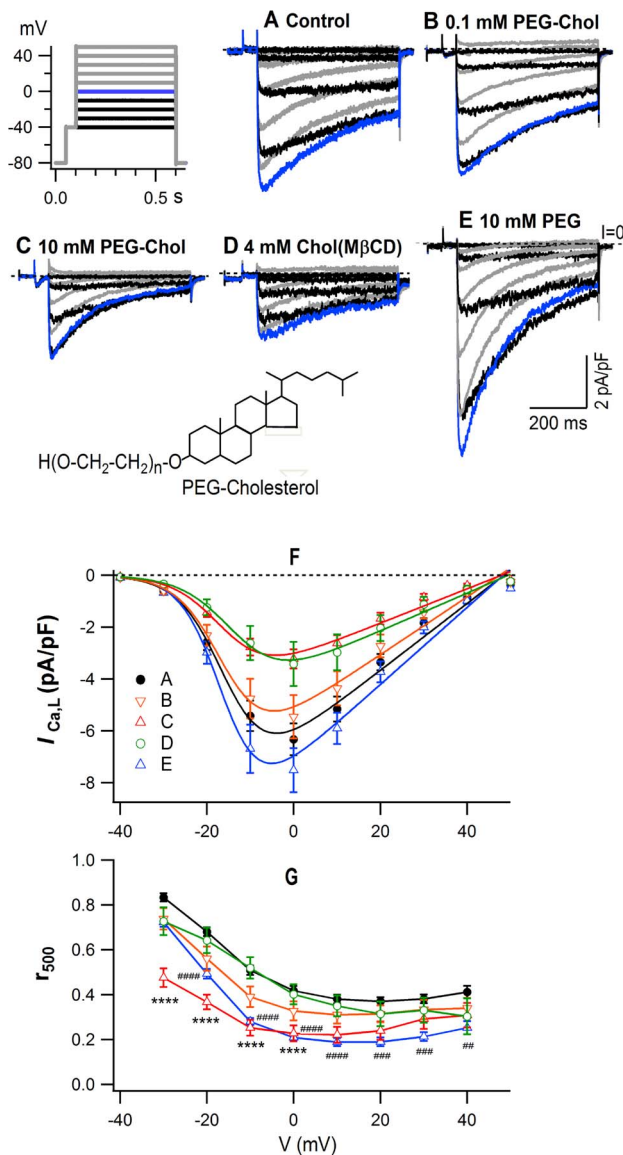 mV
40
0
-40
-80
0.0
0.5
s
A Control
B 0.1 mM PEG-Chol
C 10 mM PEG-Chol
D 4 mM Chol(MβCD)
E 10 mM PEG
I=0
2 pA/pF
200 ms
H(O-CH2-CH2)n-O
PEG-Cholesterol
F
0
-2
-4
-6
-8
I Ca,L (pA/pF)
A
B
C
D
E
-40 -20 0 20 40
G
1.0
0.8
0.6
0.4
0.2
0.0
r500
####
####
####
**** **** **** ****
#### ### ### ##
-40 -20 0 20 40
V (mV)